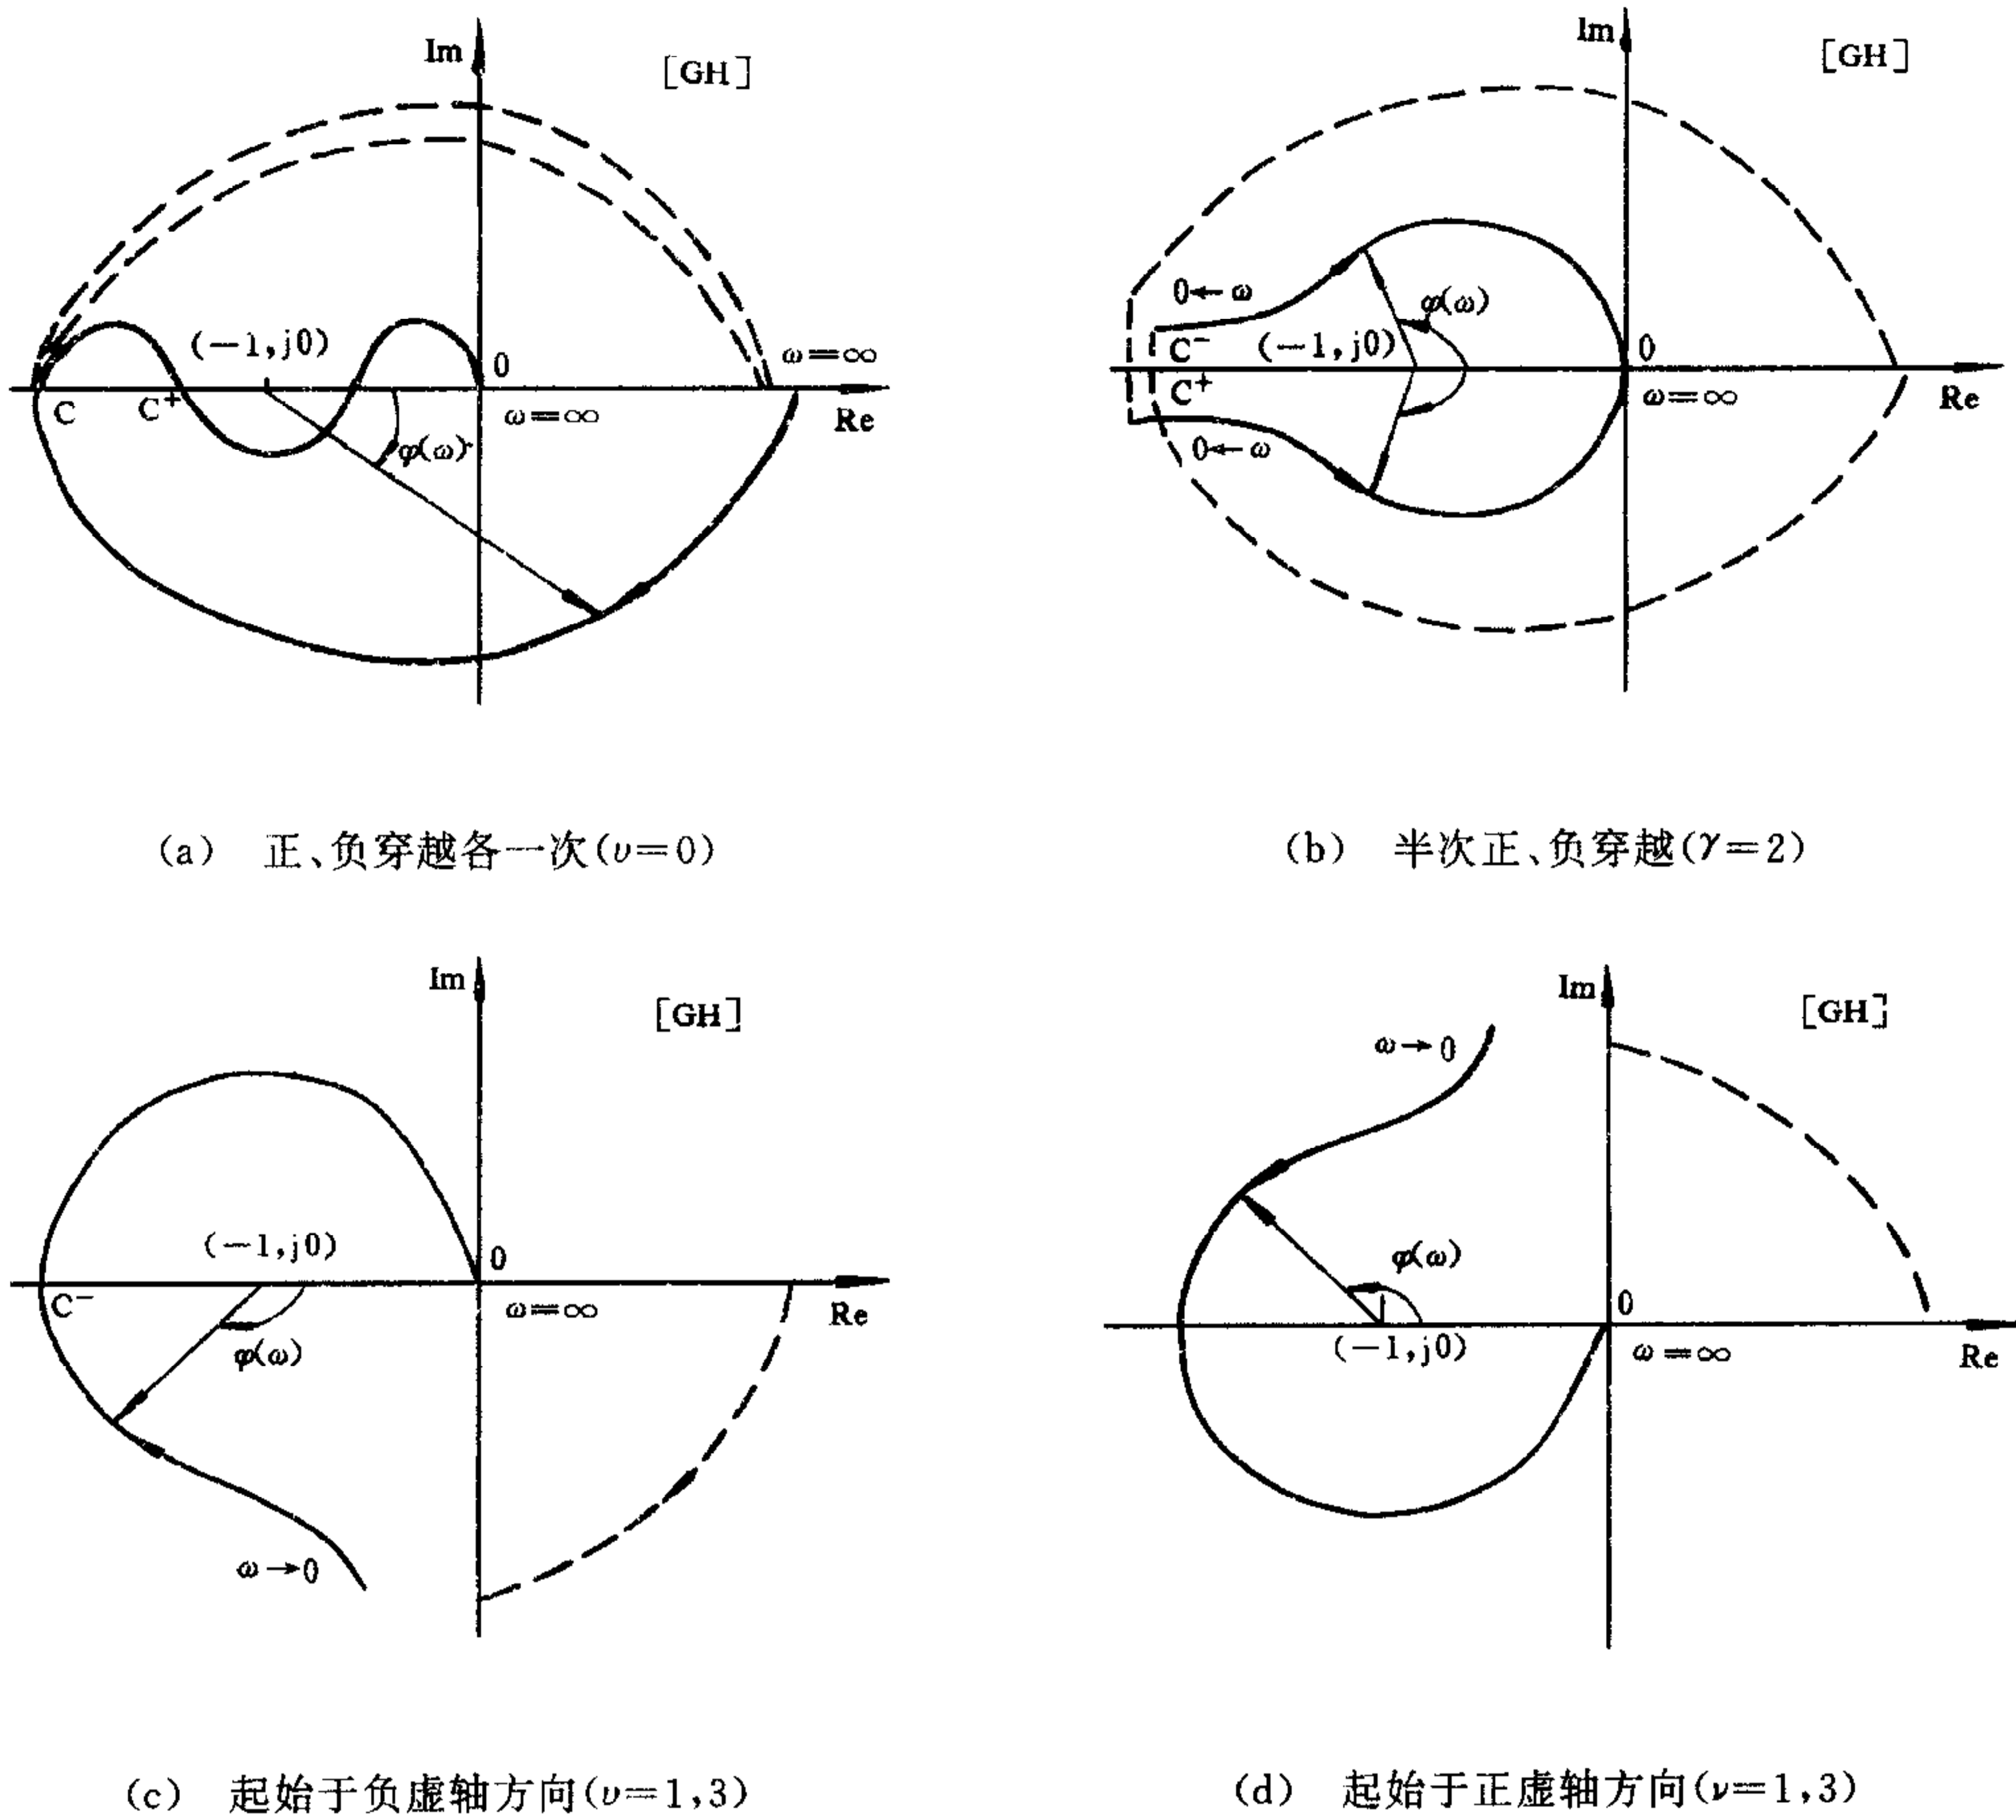 Im
[GH]
(−1,j0)
0
ω=∞
C
C⁺
ω=∞
Re
φ(ω)
(a) 正、负穿越各一次(υ=0)
Im
[GH]
0←ω
φ(ω)
C⁻
(−1,j0)
0
C⁺
ω=∞
Re
0←ω
(b) 半次正、负穿越(γ=2)
Im
[GH]
(−1,j0)
0
C⁻
ω=∞
Re
φ(ω)
ω→0
(c) 起始于负虚轴方向(ν=1,3)
Im
[GH]
ω→0
φ(ω)
0
(−1,j0)
ω=∞
Re
(d) 起始于正虚轴方向(ν=1,3)